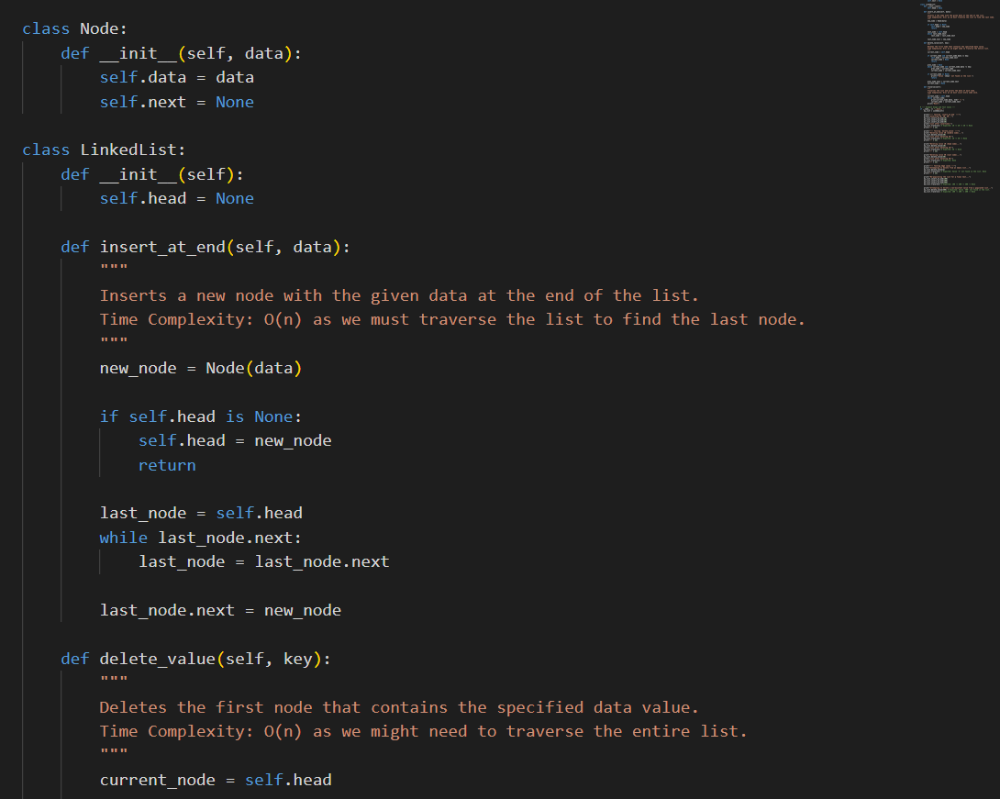 class Node:
    def __init__(self, data):
        self.data = data
        self.next = None

class LinkedList:
    def __init__(self):
        self.head = None

    def insert_at_end(self, data):
        """
        Inserts a new node with the given data at the end of the list.
        Time Complexity: O(n) as we must traverse the list to find the last node.
        """
        new_node = Node(data)

        if self.head is None:
            self.head = new_node
            return

        last_node = self.head
        while last_node.next:
            last_node = last_node.next

        last_node.next = new_node

    def delete_value(self, key):
        """
        Deletes the first node that contains the specified data value.
        Time Complexity: O(n) as we might need to traverse the entire list.
        """
        current_node = self.head